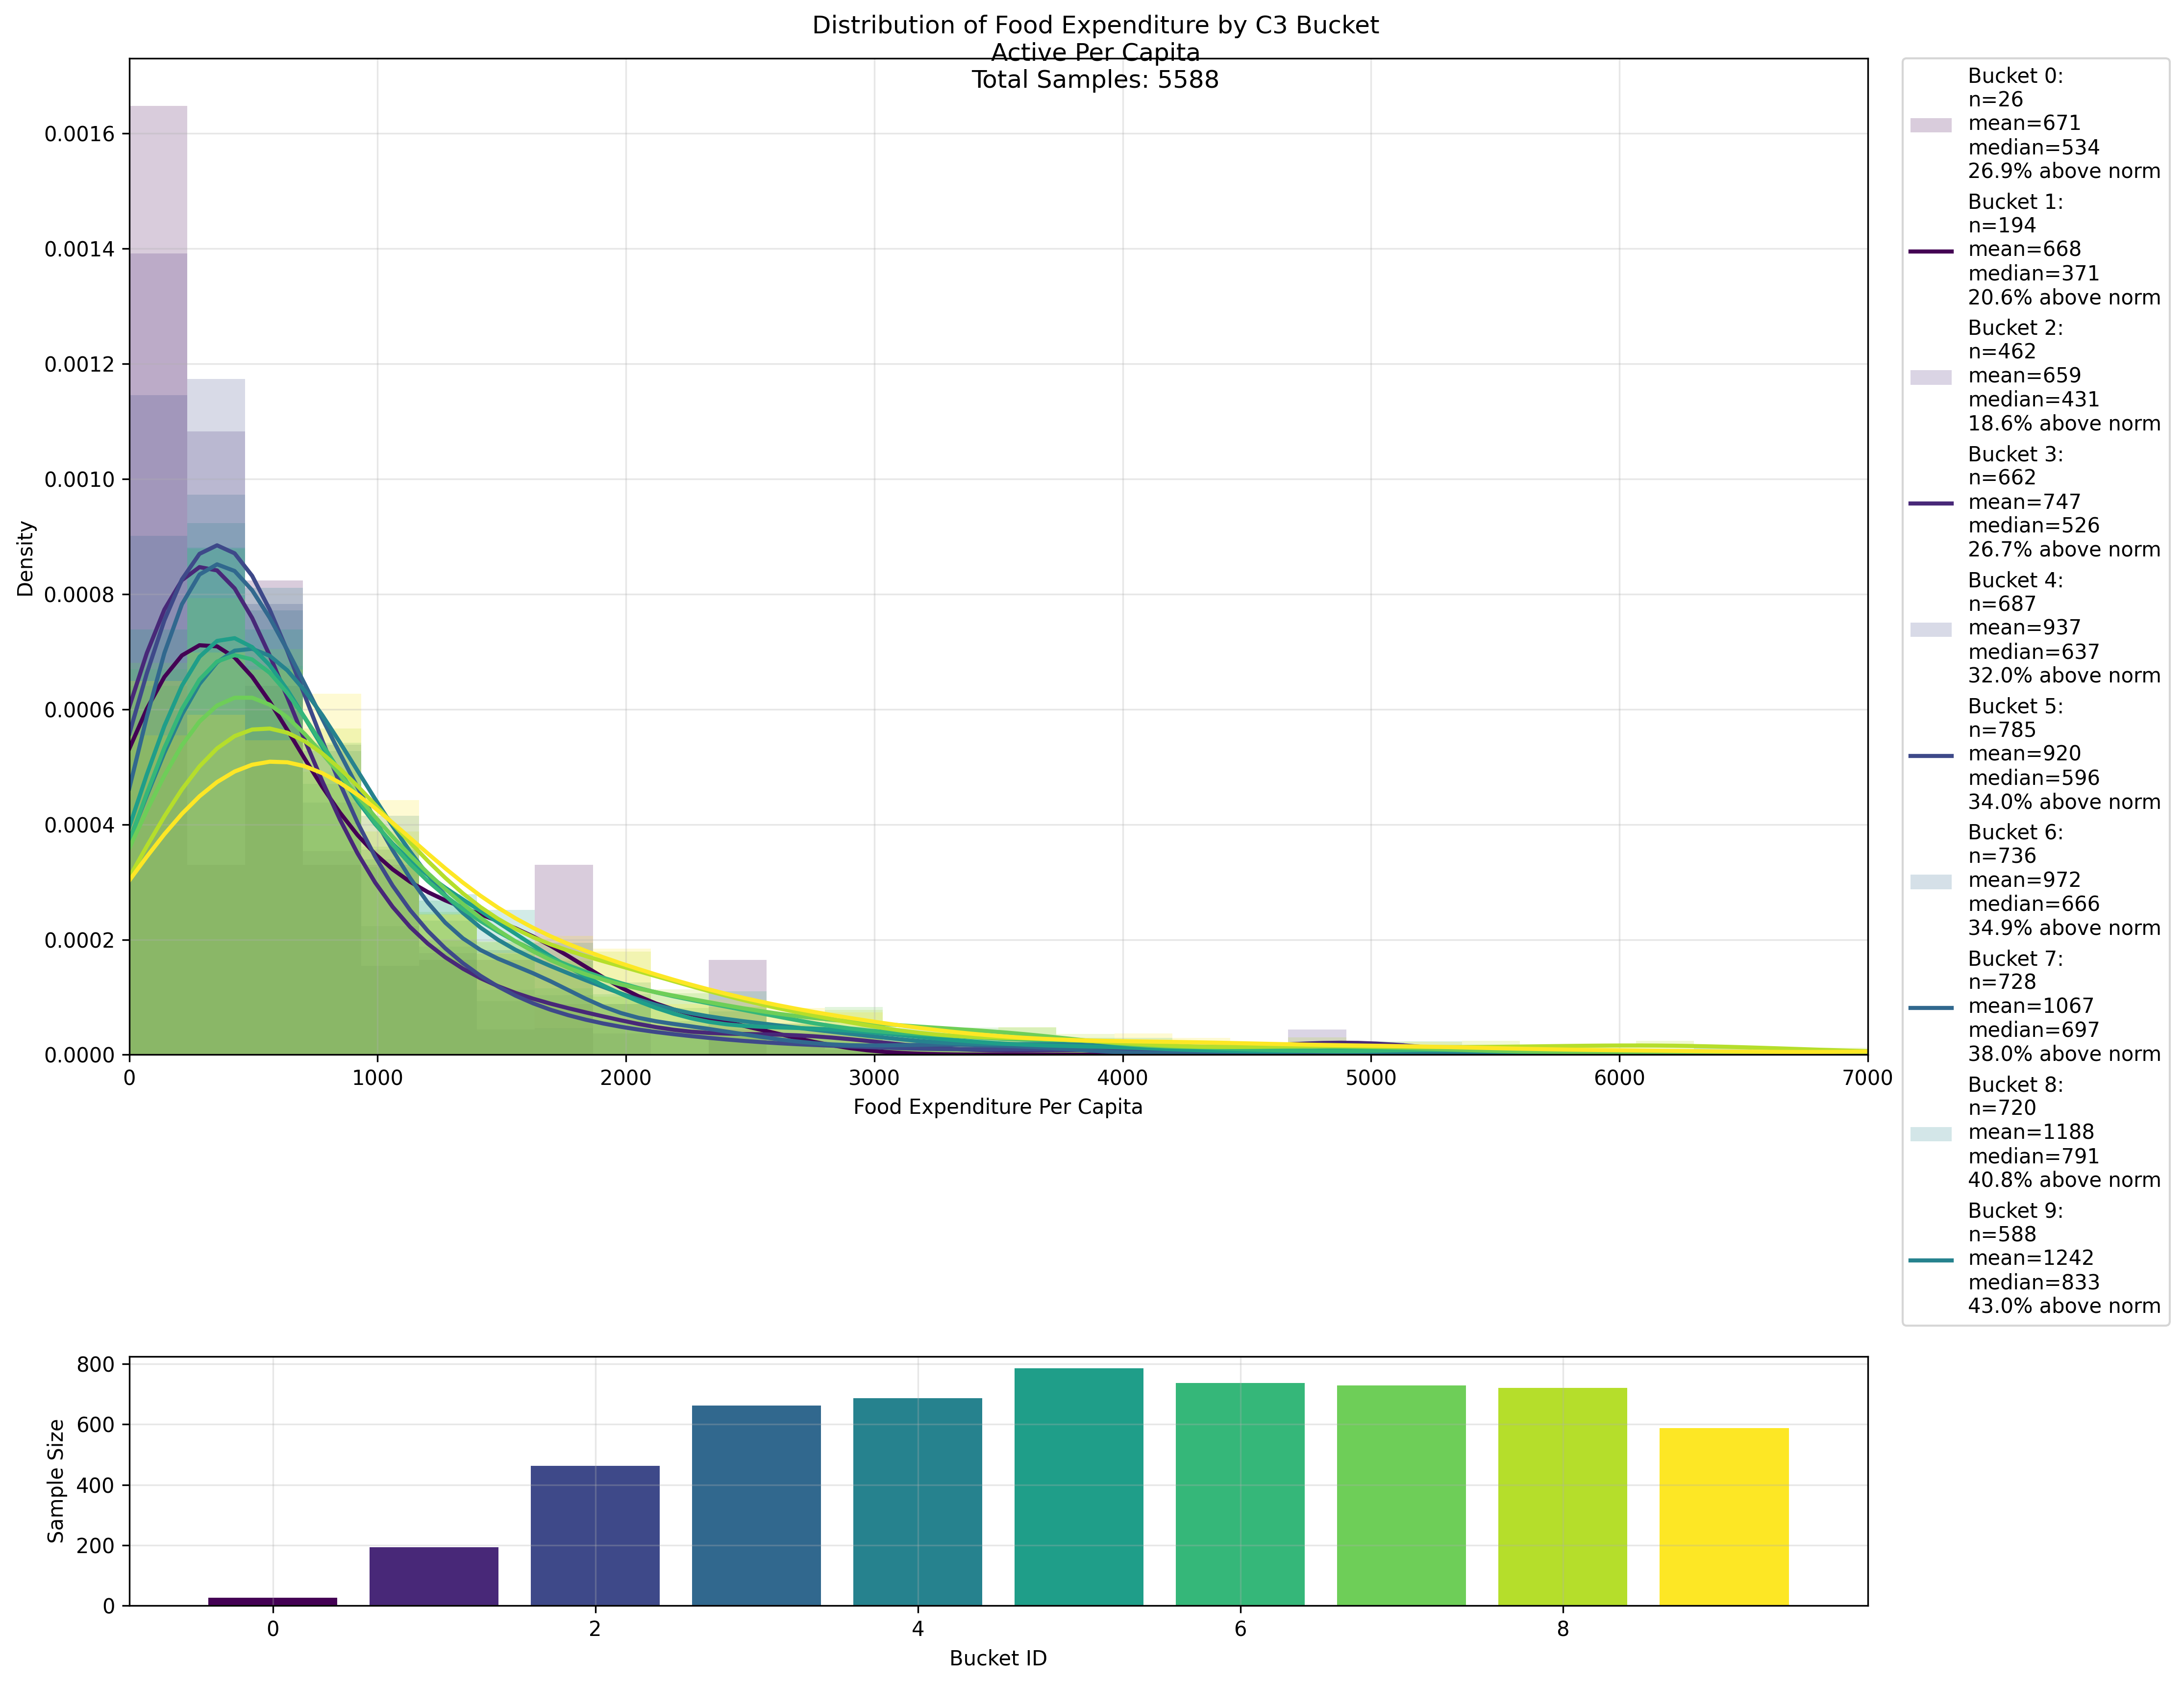 Distribution of Food Expenditure by C3 Bucket
Active Per Capita
Total Samples: 5588
Density
0.0016
0.0014
0.0012
0.0010
0.0008
0.0006
0.0004
0.0002
0.0000
0 1000 2000 3000 4000 5000 6000 7000
Food Expenditure Per Capita
Bucket 0:
n=26
mean=671
median=534
26.9% above norm
Bucket 1:
n=194
mean=668
median=371
20.6% above norm
Bucket 2:
n=462
mean=659
median=431
18.6% above norm
Bucket 3:
n=662
mean=747
median=526
26.7% above norm
Bucket 4:
n=687
mean=937
median=637
32.0% above norm
Bucket 5:
n=785
mean=920
median=596
34.0% above norm
Bucket 6:
n=736
mean=972
median=666
34.9% above norm
Bucket 7:
n=728
mean=1067
median=697
38.0% above norm
Bucket 8:
n=720
mean=1188
median=791
40.8% above norm
Bucket 9:
n=588
mean=1242
median=833
43.0% above norm
Sample Size
800
600
400
200
0
0 2 4 6 8
Bucket ID